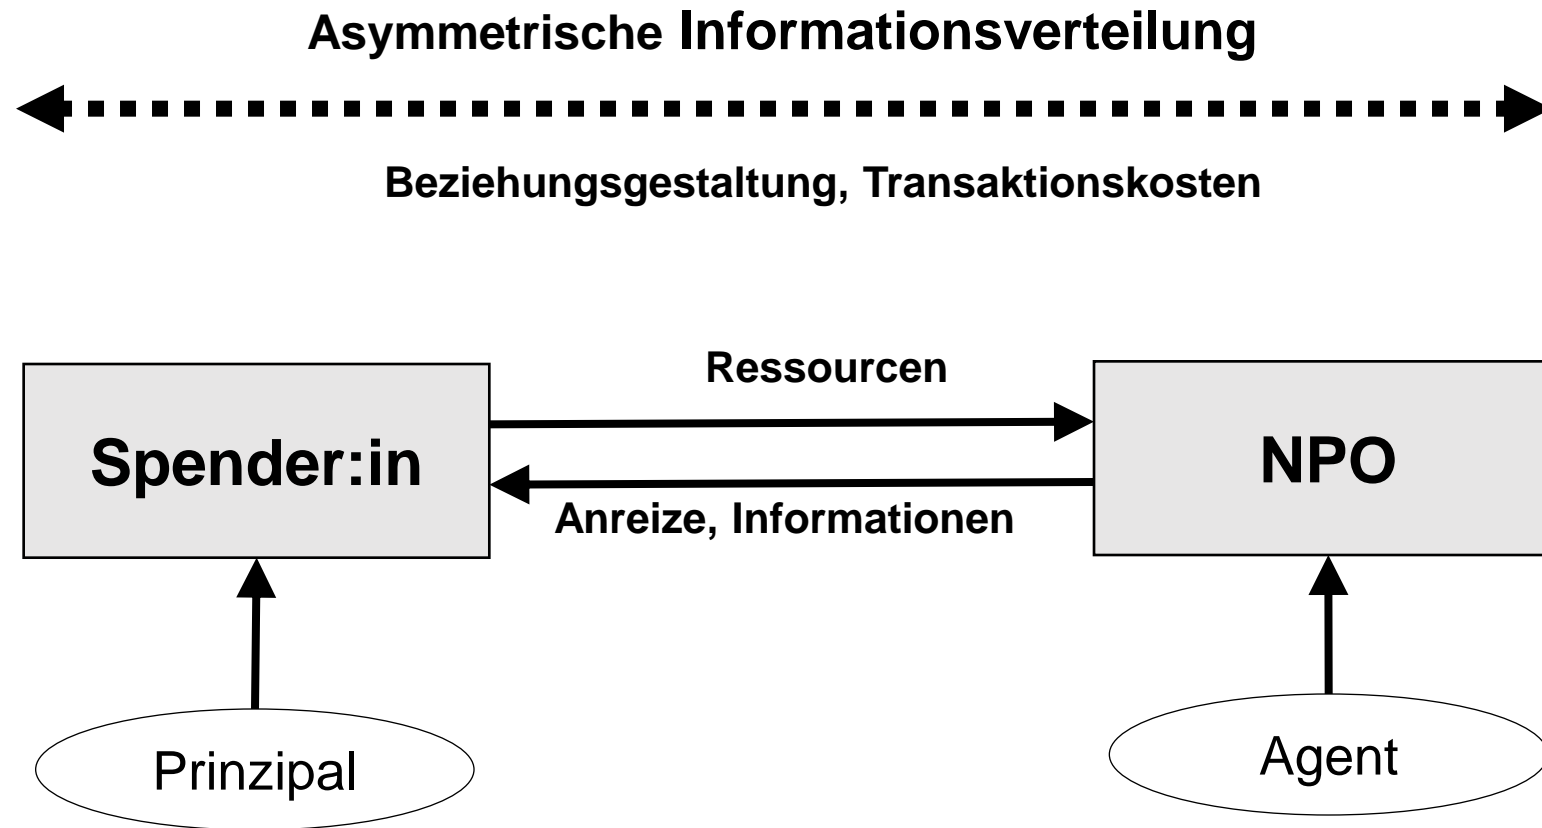 Asymmetrische Informationsverteilung
Beziehungsgestaltung, Transaktionskosten
Ressourcen
Spender:in
NPO
Anreize, Informationen
Prinzipal
Agent